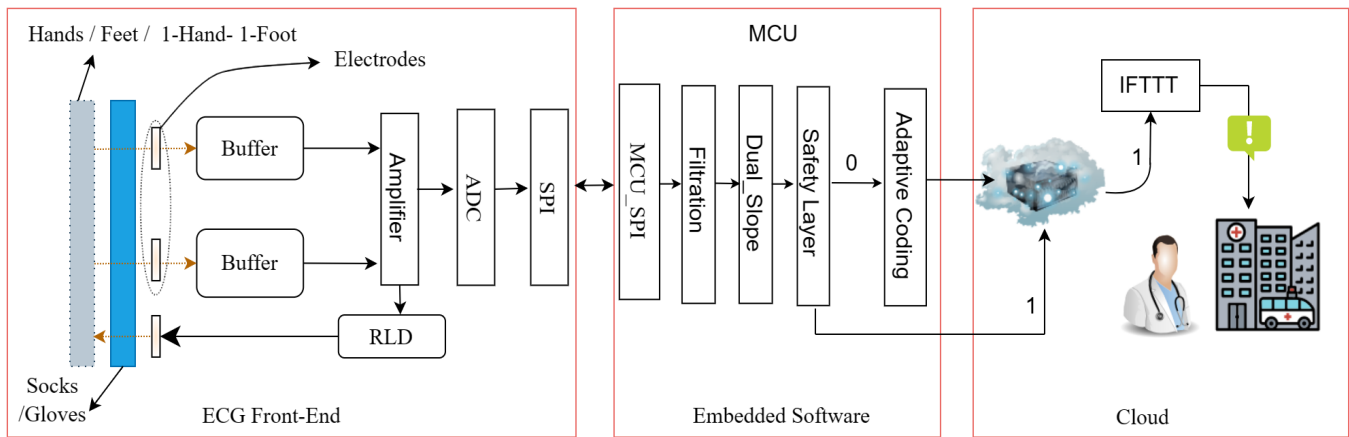 Hands / Feet / 1-Hand- 1-Foot
Electrodes
Buffer
Buffer
Amplifier
ADC
SPI
RLD
Socks
/Gloves
ECG Front-End
MCU
MCU_SPI
Filtration
Dual_Slope
Safety Layer
0
Adaptive Coding
1
Embedded Software
IFTTT
1
!
Cloud